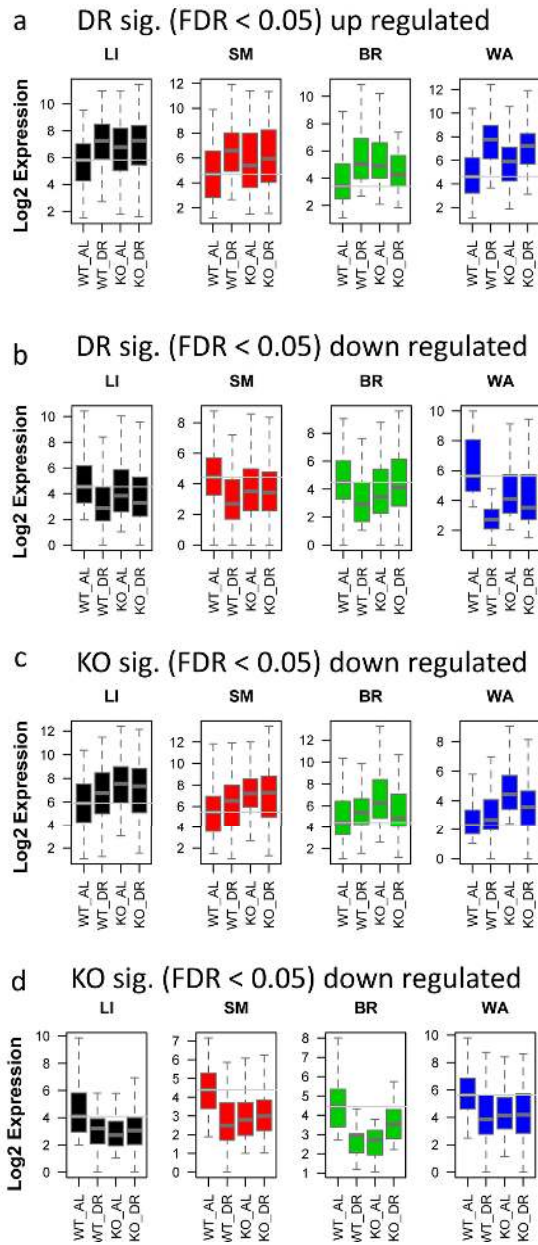 a DR sig. (FDR < 0.05) up regulated
LI SM BR WA
Log2 Expression
10 8 6 4 2
12 10 8 6 4 2
10 8 6 4 2
12 10 8 6 4 2
WT_AL WT_DR KO_AL KO_DR WT_AL WT_DR KO_AL KO_DR WT_AL WT_DR KO_AL KO_DR WT_AL WT_DR KO_AL KO_DR
b DR sig. (FDR < 0.05) down regulated
LI SM BR WA
Log2 Expression
10 8 6 4 2 0
8 6 4 2 0
8 6 4 2 0
10 8 6 4 2
WT_AL WT_DR KO_AL KO_DR WT_AL WT_DR KO_AL KO_DR WT_AL WT_DR KO_AL KO_DR WT_AL WT_DR KO_AL KO_DR
c KO sig. (FDR < 0.05) down regulated
LI SM BR WA
Log2 Expression
12 10 8 6 4 2
12 10 8 6 4 2
12 10 8 6 4 2
8 6 4 2 0
WT_AL WT_DR KO_AL KO_DR WT_AL WT_DR KO_AL KO_DR WT_AL WT_DR KO_AL KO_DR WT_AL WT_DR KO_AL KO_DR
d KO sig. (FDR < 0.05) down regulated
LI SM BR WA
Log2 Expression
10 8 6 4 2 0
7 6 5 4 3 2 1 0
8 7 6 5 4 3 2 1
10 8 6 4 2 0
WT_AL WT_DR KO_AL KO_DR WT_AL WT_DR KO_AL KO_DR WT_AL WT_DR KO_AL KO_DR WT_AL WT_DR KO_AL KO_DR